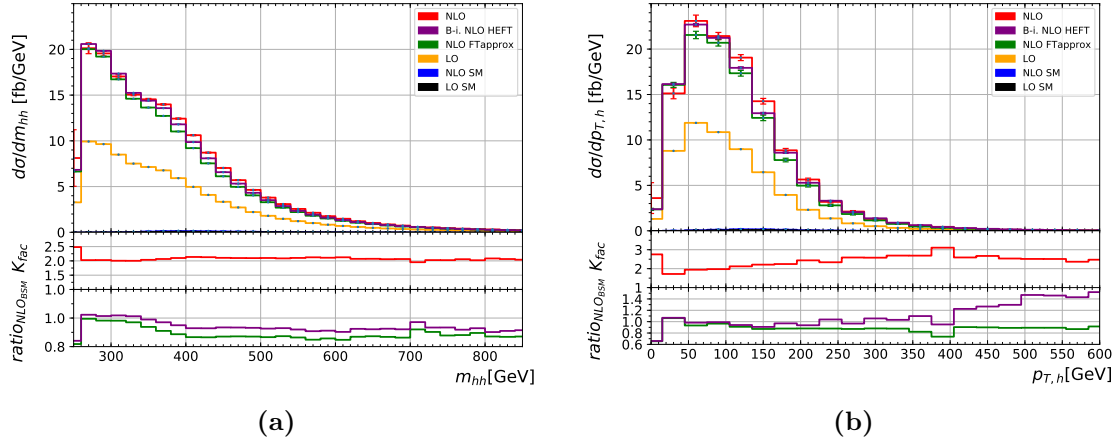 NLO
B-i. NLO HEFT
NLO FTapprox
LO
NLO SM
LO SM
dσ/dm_hh [fb/GeV]
20
15
10
5
0
K_fac
2.5
2.0
1.0
ratio_NLO_BSM
1.0
0.8
300 400 500 600 700 800
m_hh[GeV]
(a)
NLO
B-i. NLO HEFT
NLO FTapprox
LO
NLO SM
LO SM
dσ/dp_T,h [fb/GeV]
20
15
10
5
0
K_fac
3
2
1
ratio_NLO_BSM
1.4
1.2
1.0
0.8
0.6
0 50 100 150 200 250 300 350 400 450 500 550 600
p_T,h[GeV]
(b)